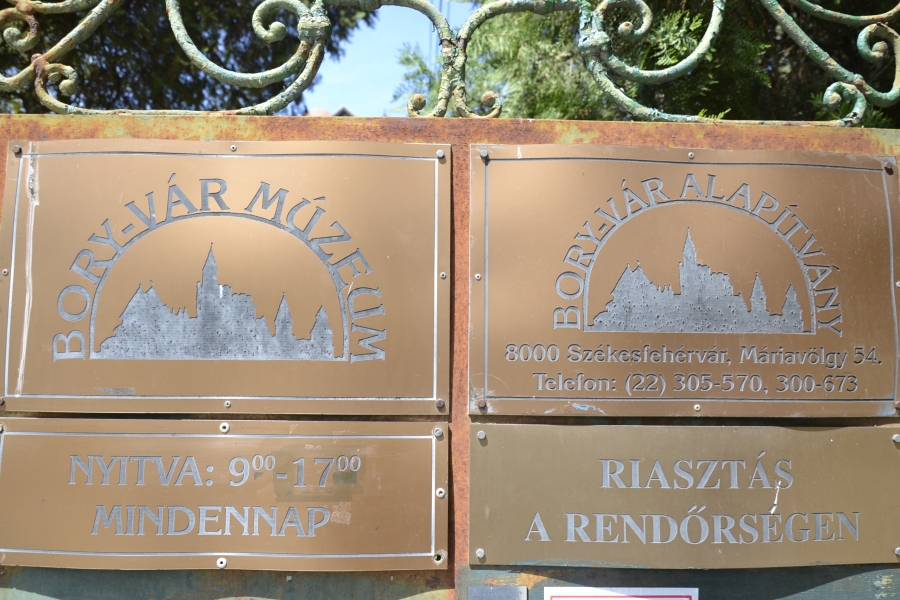 BORY-VÁR MÚZEUM
NYITVA: 9⁰⁰-17⁰⁰
MINDENNAP
BORY-VÁR ALAPÍTVÁNY
8000 Székesfehérvár, Máriavölgy 54.
Telefon: (22) 305-570, 300-673
RIASZTÁS
A RENDŐRSÉGEN